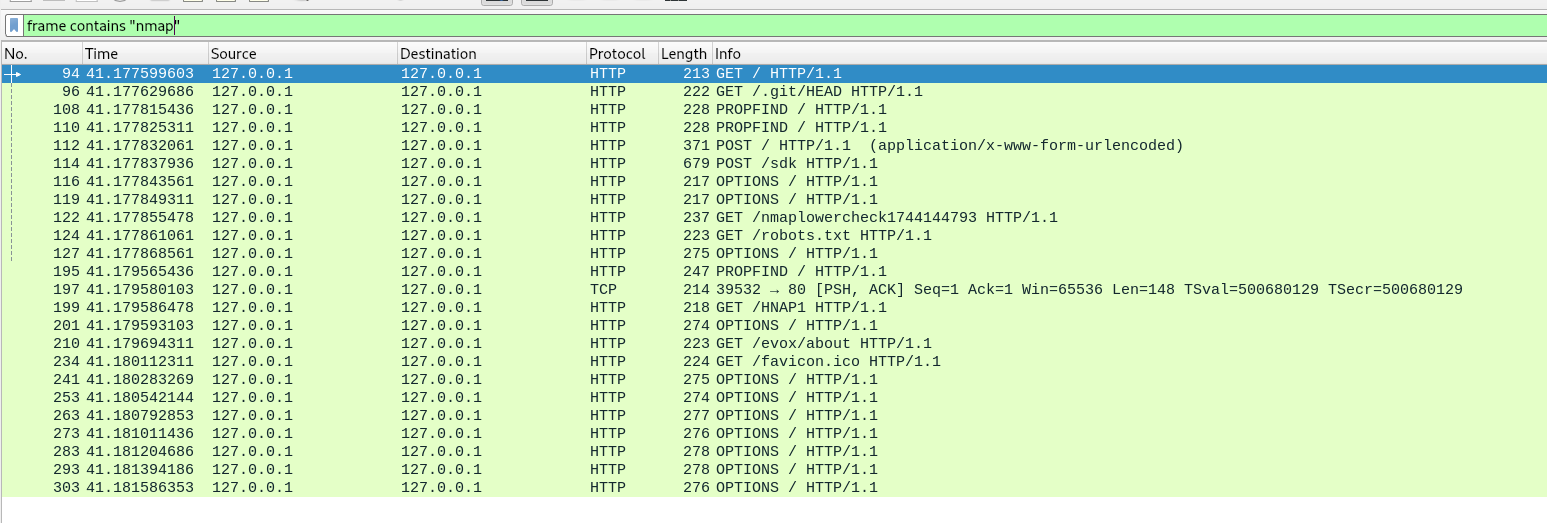 frame contains "nmap"
No. Time Source Destination Protocol Length Info
94 41.177599603 127.0.0.1 127.0.0.1 HTTP 213 GET / HTTP/1.1
96 41.177629686 127.0.0.1 127.0.0.1 HTTP 222 GET /.git/HEAD HTTP/1.1
108 41.177815436 127.0.0.1 127.0.0.1 HTTP 228 PROPFIND / HTTP/1.1
110 41.177825311 127.0.0.1 127.0.0.1 HTTP 228 PROPFIND / HTTP/1.1
112 41.177832061 127.0.0.1 127.0.0.1 HTTP 371 POST / HTTP/1.1  (application/x-www-form-urlencoded)
114 41.177837936 127.0.0.1 127.0.0.1 HTTP 679 POST /sdk HTTP/1.1
116 41.177843561 127.0.0.1 127.0.0.1 HTTP 217 OPTIONS / HTTP/1.1
119 41.177849311 127.0.0.1 127.0.0.1 HTTP 217 OPTIONS / HTTP/1.1
122 41.177855478 127.0.0.1 127.0.0.1 HTTP 237 GET /nmaplowercheck1744144793 HTTP/1.1
124 41.177861061 127.0.0.1 127.0.0.1 HTTP 223 GET /robots.txt HTTP/1.1
127 41.177868561 127.0.0.1 127.0.0.1 HTTP 275 OPTIONS / HTTP/1.1
195 41.179565436 127.0.0.1 127.0.0.1 HTTP 247 PROPFIND / HTTP/1.1
197 41.179580103 127.0.0.1 127.0.0.1 TCP 214 39532 → 80 [PSH, ACK] Seq=1 Ack=1 Win=65536 Len=148 TSval=500680129 TSecr=500680129
199 41.179586478 127.0.0.1 127.0.0.1 HTTP 218 GET /HNAP1 HTTP/1.1
201 41.179593103 127.0.0.1 127.0.0.1 HTTP 274 OPTIONS / HTTP/1.1
210 41.179694311 127.0.0.1 127.0.0.1 HTTP 223 GET /evox/about HTTP/1.1
234 41.180112311 127.0.0.1 127.0.0.1 HTTP 224 GET /favicon.ico HTTP/1.1
241 41.180283269 127.0.0.1 127.0.0.1 HTTP 275 OPTIONS / HTTP/1.1
253 41.180542144 127.0.0.1 127.0.0.1 HTTP 274 OPTIONS / HTTP/1.1
263 41.180792853 127.0.0.1 127.0.0.1 HTTP 277 OPTIONS / HTTP/1.1
273 41.181011436 127.0.0.1 127.0.0.1 HTTP 276 OPTIONS / HTTP/1.1
283 41.181204686 127.0.0.1 127.0.0.1 HTTP 278 OPTIONS / HTTP/1.1
293 41.181394186 127.0.0.1 127.0.0.1 HTTP 278 OPTIONS / HTTP/1.1
303 41.181586353 127.0.0.1 127.0.0.1 HTTP 276 OPTIONS / HTTP/1.1